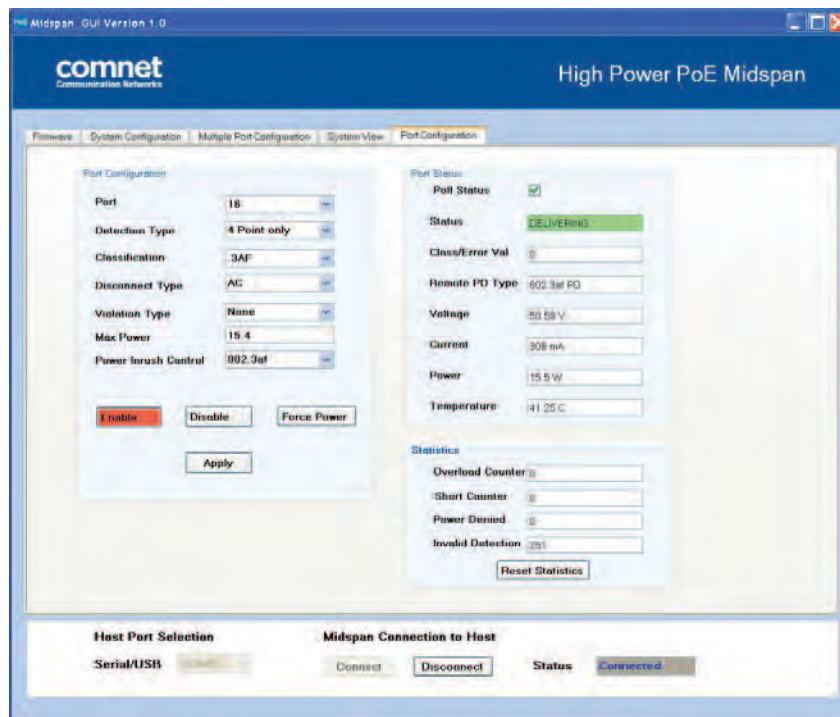 Midspan GUI Version 1.0
comnet
Communication Networks
High Power PoE Midspan
Firmware System Configuration Multiple Port Configuration System View Port Configuration
Port Configuration
Port 16
Detection Type 4 Point only
Classification .3AF
Disconnect Type AC
Violation Type None
Max Power 15.4
Power Inrush Control 802.3af
Enable Disable Force Power
Apply
Port Status
Poll Status
Status DELIVERING
Class/Error Val 0
Remote PD Type 802.3af PD
Voltage 50.59 V
Current 308 mA
Power 15.5 W
Temperature 41.25 C
Statistics
Overload Counter 0
Short Counter 0
Power Denied 0
Invalid Detection 251
Reset Statistics
Host Port Selection
Serial/USB
Midspan Connection to Host
Connect Disconnect Status Connected